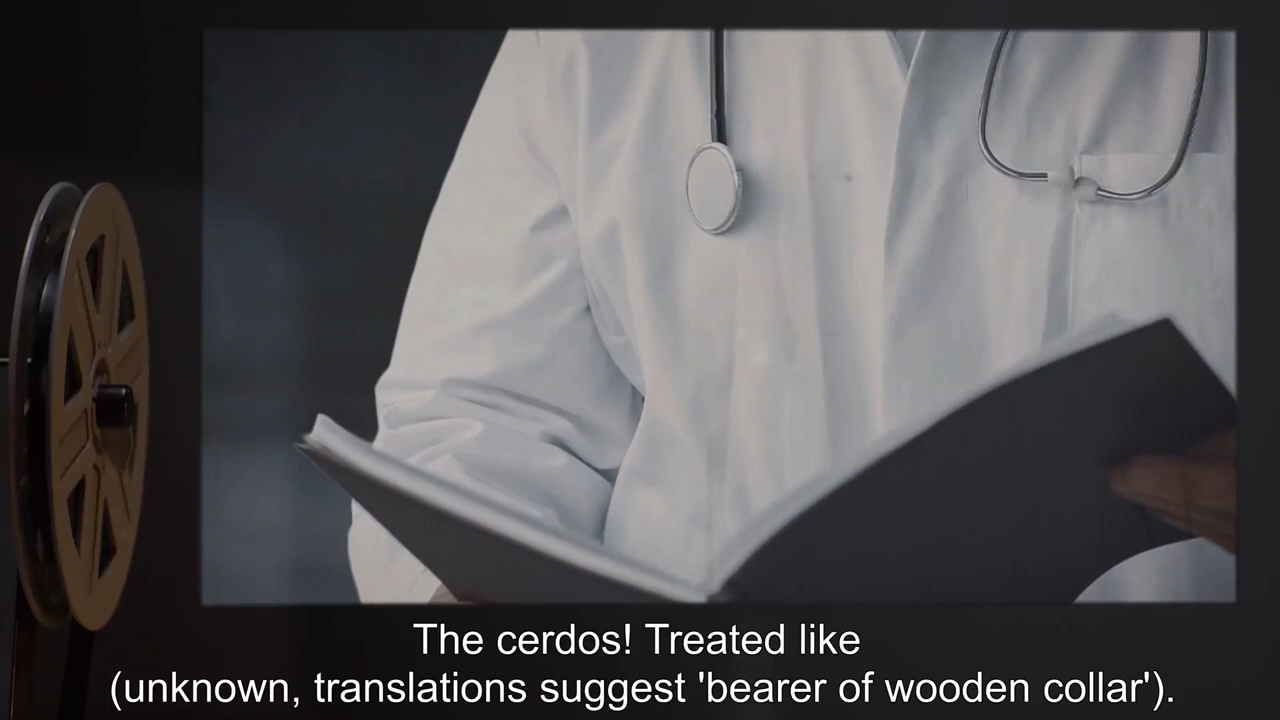 The cerdos! Treated like
(unknown, translations suggest 'bearer of wooden collar').